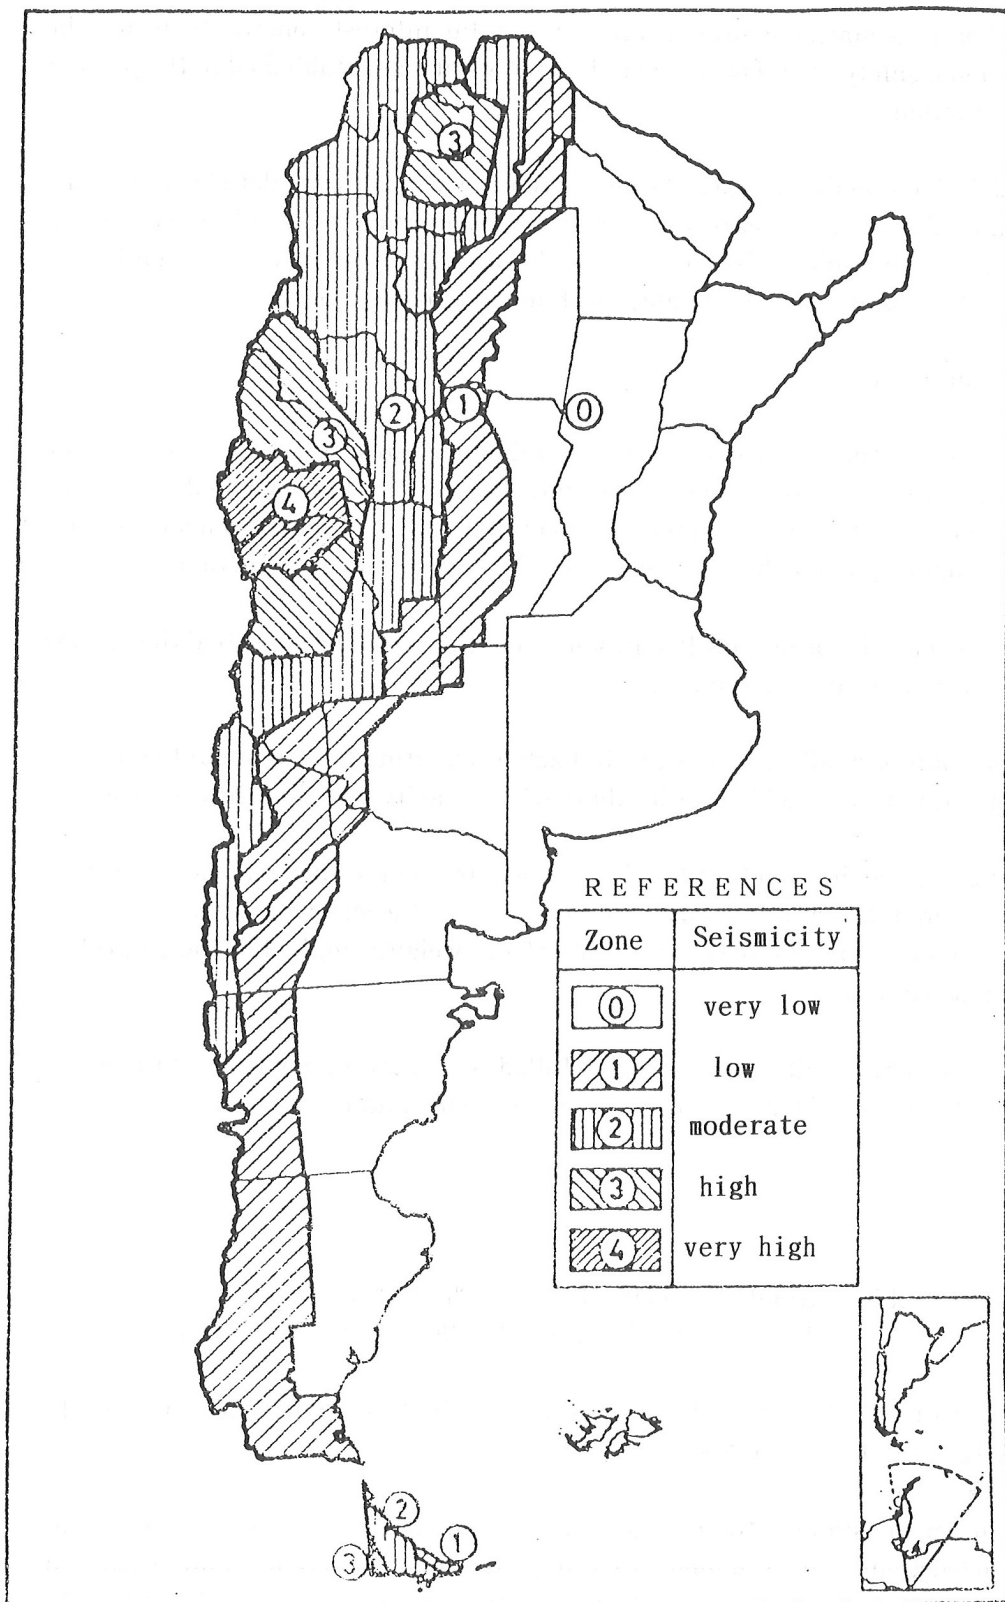 3
3
2
1
0
4
REFERENCES
Zone Seismicity
0 very low
1 low
2 moderate
3 high
4 very high
2
1
3